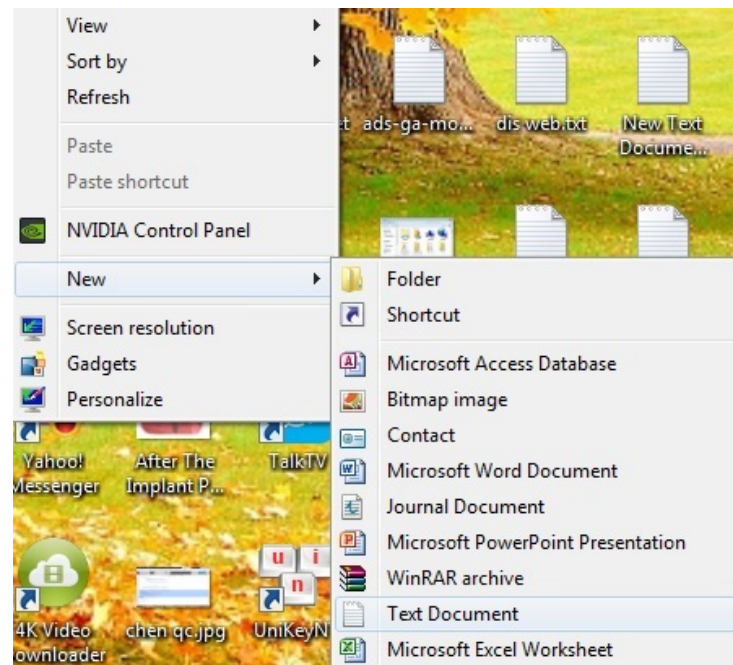 View
Sort by
Refresh
Paste
Paste shortcut
NVIDIA Control Panel
New
Screen resolution
Gadgets
Personalize
et ads-ga-mo... dis web.txt New Text
Docume...
Folder
Shortcut
Microsoft Access Database
Bitmap image
Contact
Microsoft Word Document
Journal Document
Microsoft PowerPoint Presentation
WinRAR archive
Text Document
Microsoft Excel Worksheet
Yahoo! After The TalkTV
Messenger Implant P...
u i
n
4K Video chen qc.jpg UniKeyN
ownloader